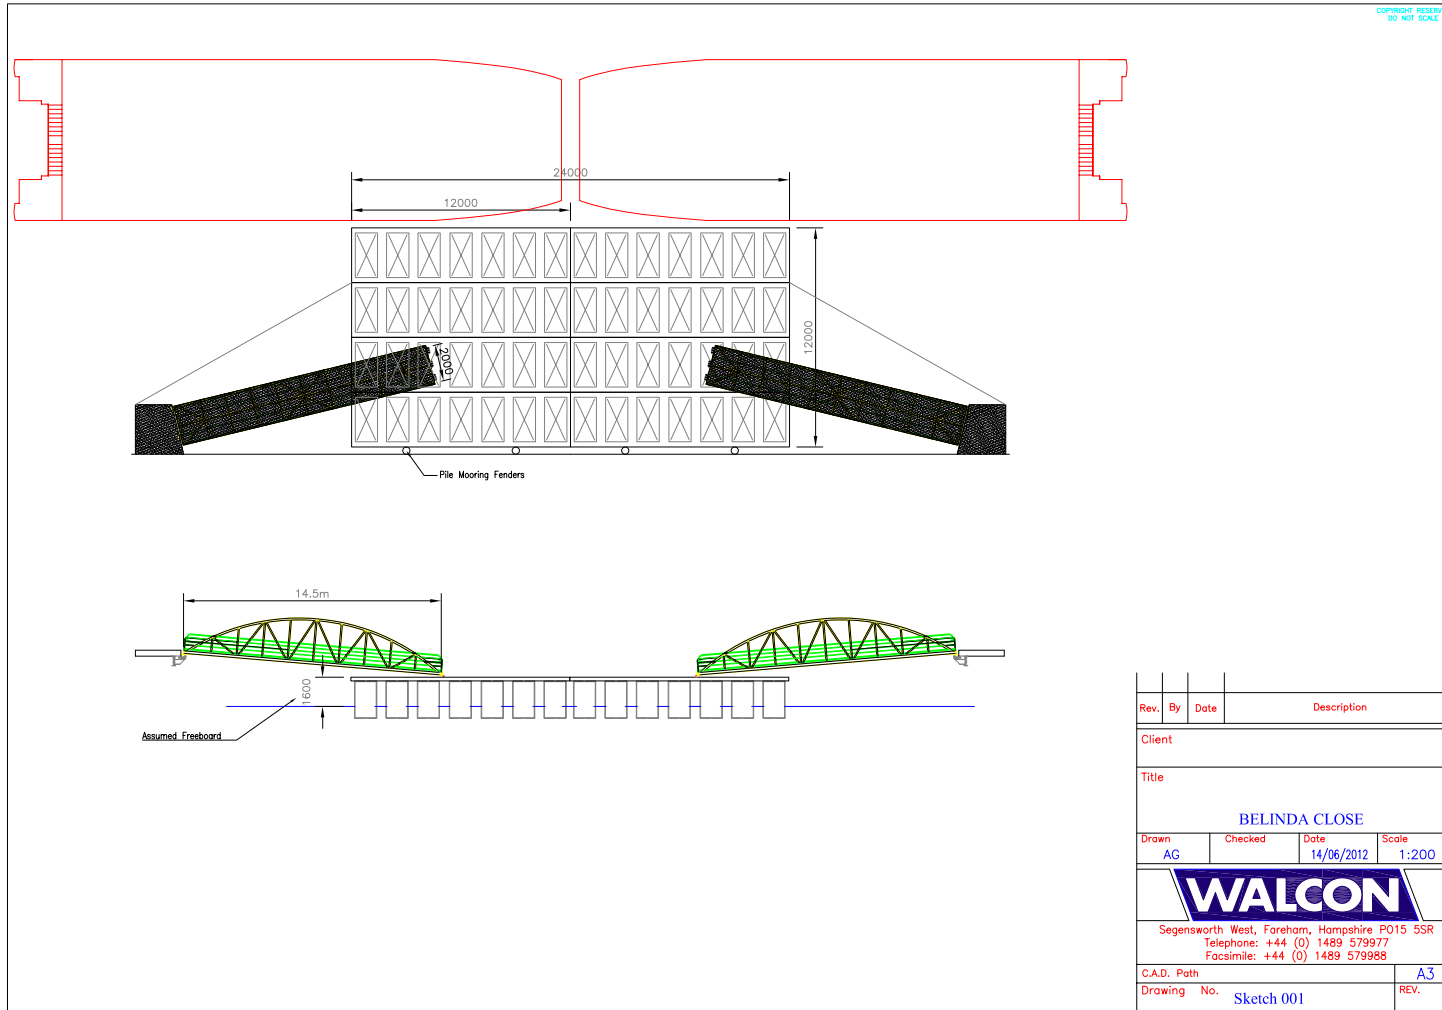 COPYRIGHT RESERV
DO NOT SCALE
24000
12000
12000
2000
Pile Mooring Fenders
14.5m
1600
Assumed Freeboard
Rev. By Date Description
Client
Title
BELINDA CLOSE
Drawn Checked Date Scale
AG 14/06/2012 1:200
WALCON
Segensworth West, Fareham, Hampshire PO15 5SR
Telephone: +44 (0) 1489 579977
Facsimile: +44 (0) 1489 579988
C.A.D. Path A3
Drawing No. Sketch 001 REV.